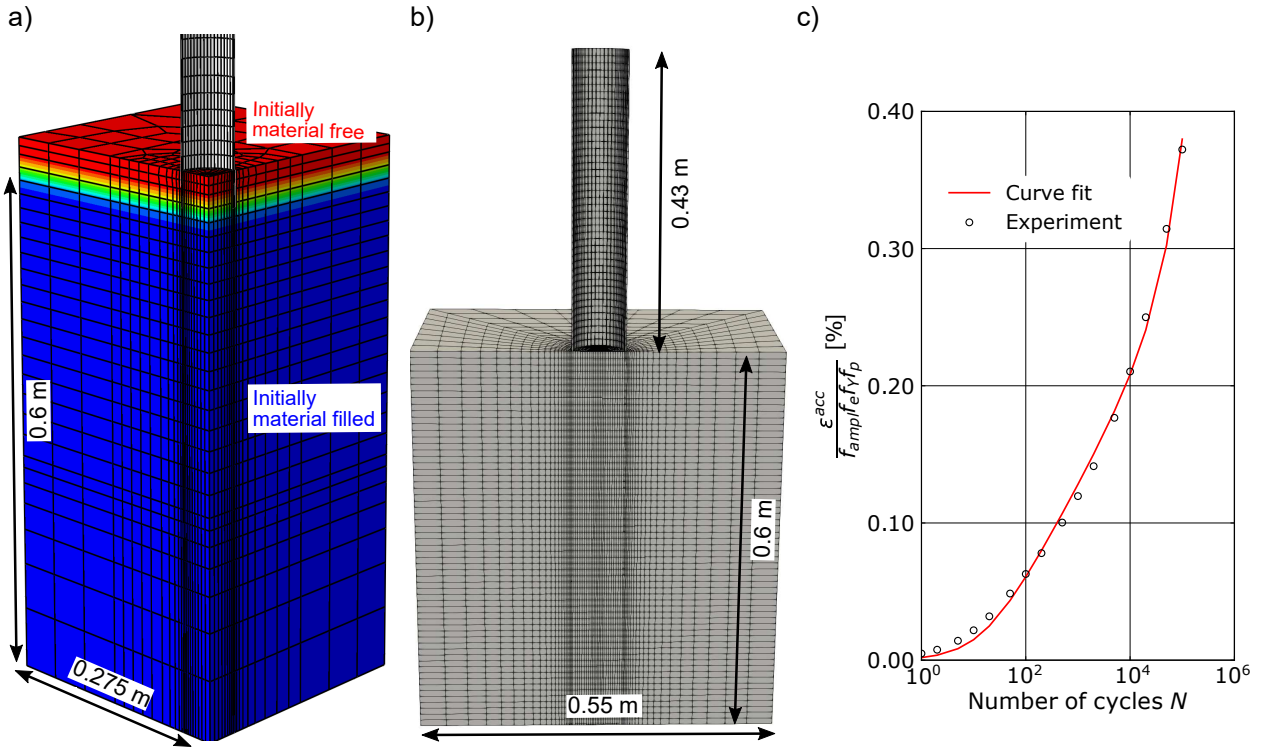 a)
Initially
material free
0.6 m
Initially
material filled
0.275 m
b)
0.43 m
0.6 m
0.55 m
c)
0.40
0.30
0.20
0.10
0.00
ε^acc
f_ampl f_e f_Y f_p
[%]
Curve fit
Experiment
10^0
10^2
10^4
10^6
Number of cycles N